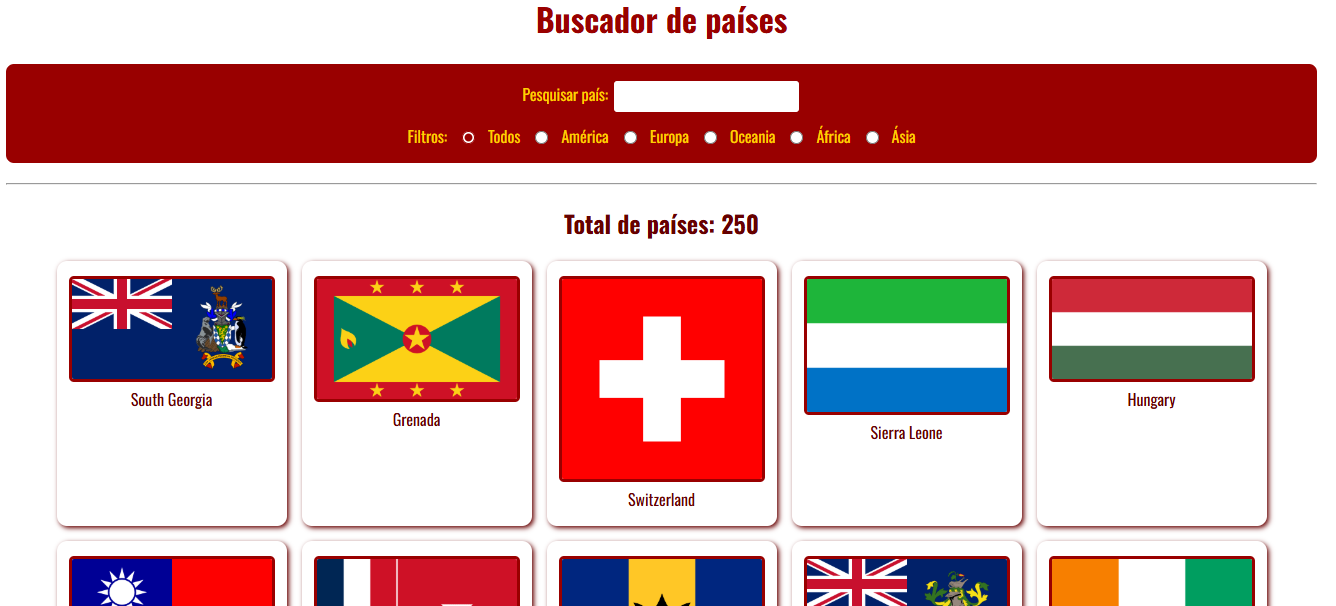 Buscador de países
Pesquisar país:
Filtros: Todos América Europa Oceania África Ásia
Total de países: 250
South Georgia
Grenada
Switzerland
Sierra Leone
Hungary